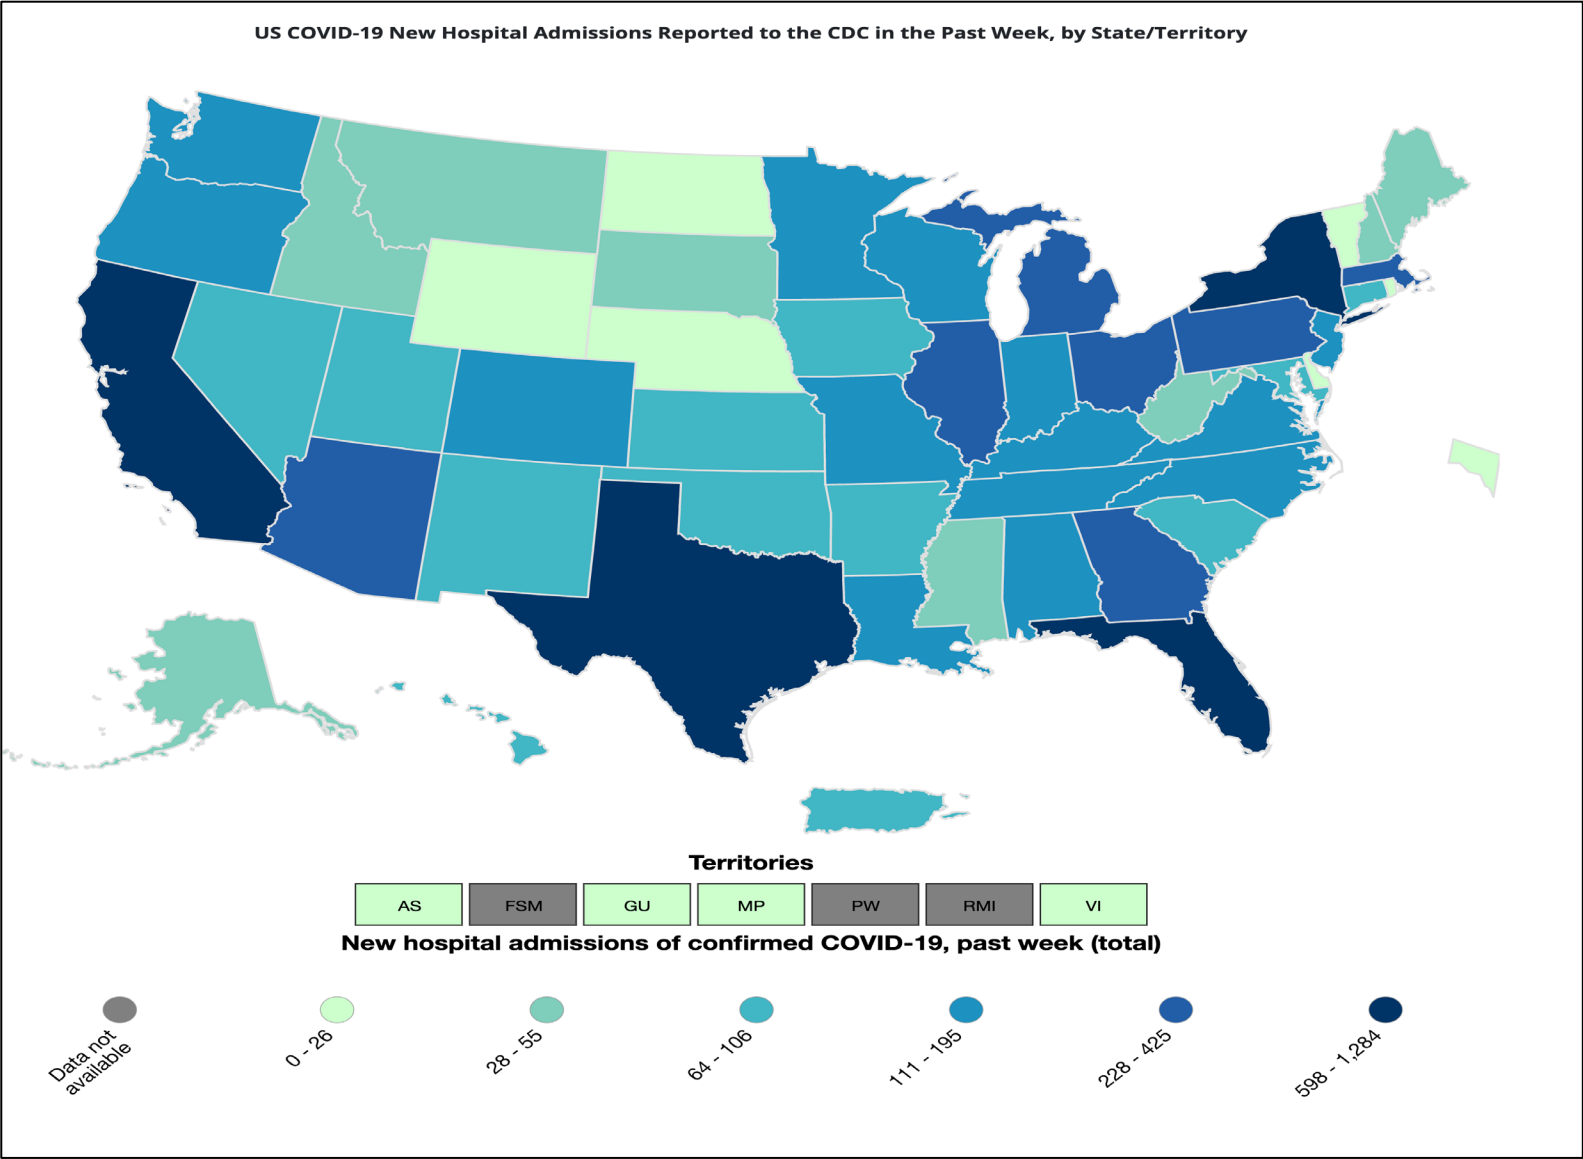 US COVID-19 New Hospital Admissions Reported to the CDC in the Past Week, by State/Territory
Territories
AS
FSM
GU
MP
PW
RMI
VI
New hospital admissions of confirmed COVID-19, past week (total)
Data not
available
0 - 26
28 - 55
64 - 106
111 - 195
228 - 425
598 - 1,284